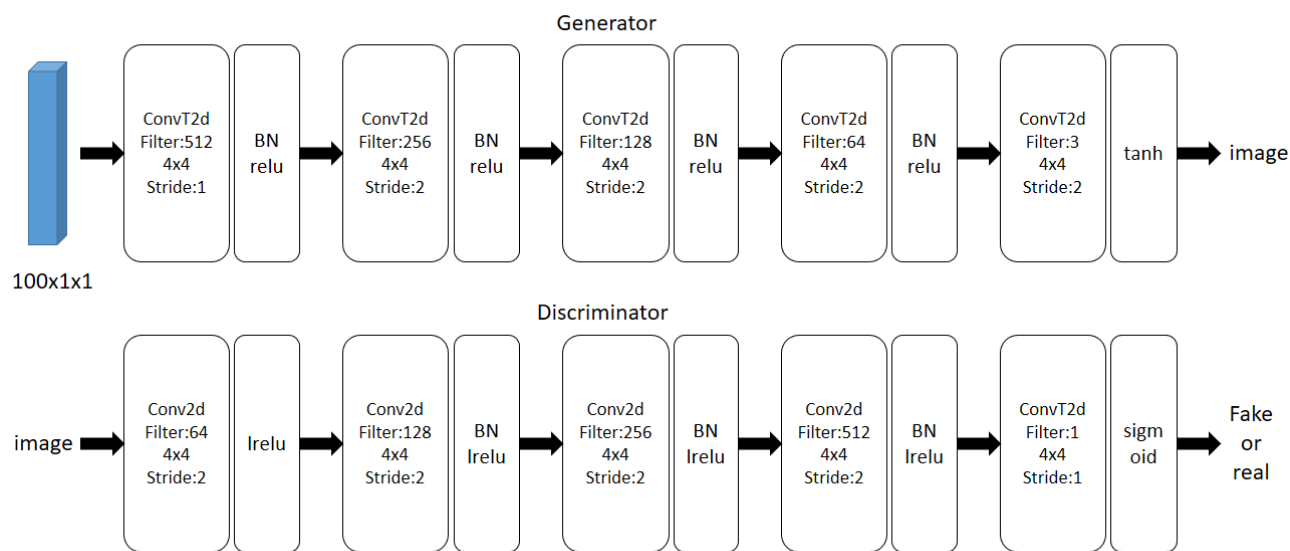 Generator
100x1x1
ConvT2d
Filter:512
4x4
Stride:1
BN
relu
ConvT2d
Filter:256
4x4
Stride:2
BN
relu
ConvT2d
Filter:128
4x4
Stride:2
BN
relu
ConvT2d
Filter:64
4x4
Stride:2
BN
relu
ConvT2d
Filter:3
4x4
Stride:2
tanh
image
Discriminator
image
Conv2d
Filter:64
4x4
Stride:2
lrelu
Conv2d
Filter:128
4x4
Stride:2
BN
lrelu
Conv2d
Filter:256
4x4
Stride:2
BN
lrelu
Conv2d
Filter:512
4x4
Stride:2
BN
lrelu
ConvT2d
Filter:1
4x4
Stride:1
sigm
oid
Fake
or
real